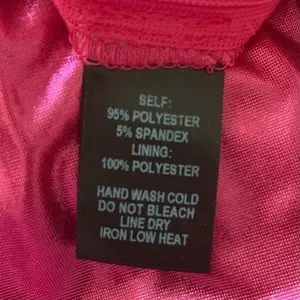 SELF:
95% POLYESTER
5% SPANDEX
LINING:
100% POLYESTER
HAND WASH COLD
DO NOT BLEACH
LINE DRY
IRON LOW HEAT